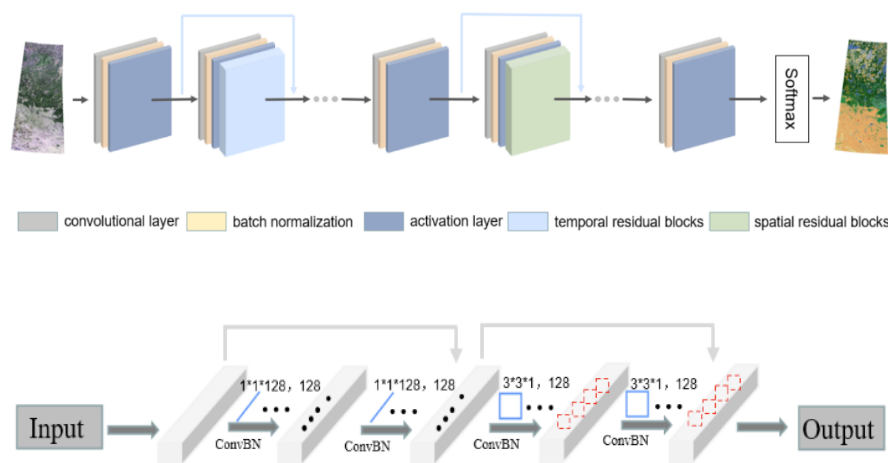 Softmax
convolutional layer
batch normalization
activation layer
temporal residual blocks
spatial residual blocks
1*1*128, 128
1*1*128, 128
3*3*1, 128
3*3*1, 128
Input
ConvBN
ConvBN
ConvBN
ConvBN
Output